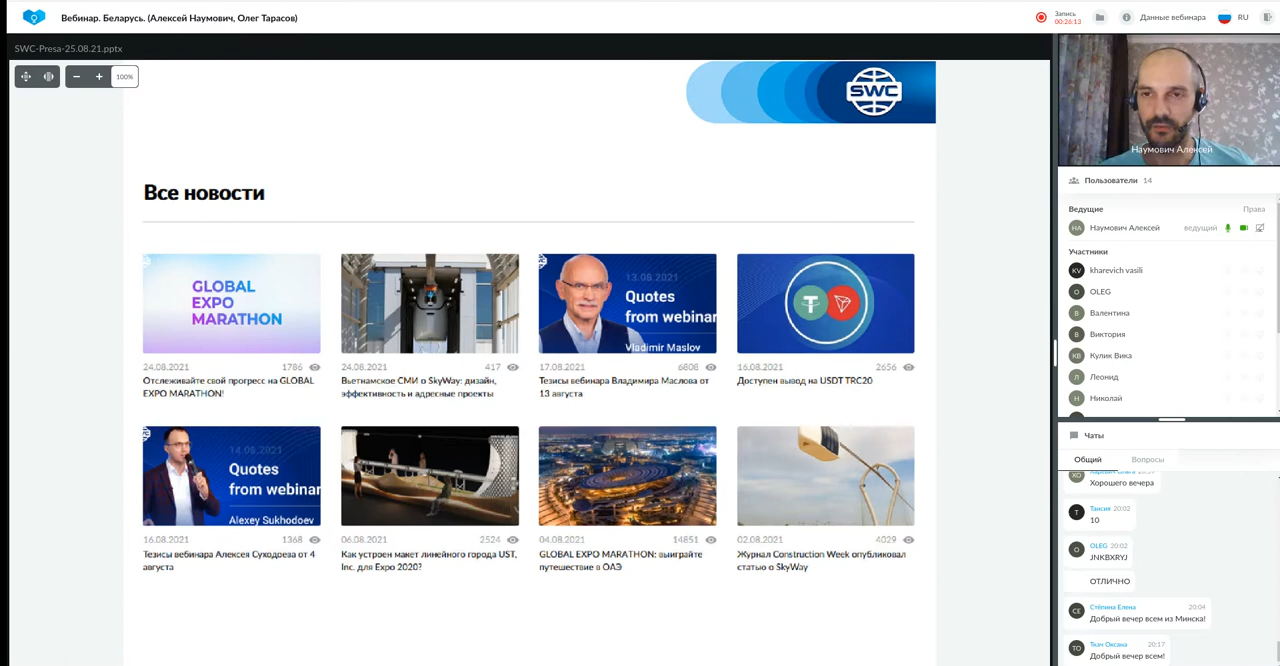 Вебинар. Беларусь. (Алексей Наумович, Олег Тарасов)
Запись
00:26:13
Данные вебинара
RU
SWC-Presa-25.08.21.pptx
100%
SWC
Все новости
GLOBAL
EXPO
MARATHON
24.08.2021 1786
Отслеживайте свой прогресс на GLOBAL
EXPO MARATHON!
24.08.2021 417
Вьетнамское СМИ о SkyWay: дизайн,
эффективность и адресные проекты
13.08.2021
Quotes
from webinar
Vladimir Maslov
17.08.2021 6808
Тезисы вебинара Владимира Маслова от
13 августа
16.08.2021 2656
Доступен вывод на USDT TRC20
14.08.2021
Quotes
from webinar
Alexey Sukhodoev
16.08.2021 1368
Тезисы вебинара Алексея Суходоева от 4
августа
06.08.2021 2524
Как устроен макет линейного города UST,
Inc. для Expo 2020?
04.08.2021 14851
GLOBAL EXPO MARATHON: выиграйте
путешествие в ОАЭ
02.08.2021 4029
Журнал Construction Week опубликовал
статью о SkyWay
Наумович Алексей
Пользователи 14
Ведущие Права
НА Наумович Алексей ведущий
Участники
KV kharevich vasili
O OLEG
В Валентина
В Виктория
КВ Кулик Вика
Л Леонид
Н Николай
Чаты
Общий Вопросы
ХО
Хорошего вечера
Т Таисия 20:02
10
O OLEG 20:02
JNKBXRYJ
ОТЛИЧНО
СЕ Стёпина Елена 20:04
Добрый вечер всем из Минска!
ТО Ткач Оксана 20:17
Добрый вечер всем!